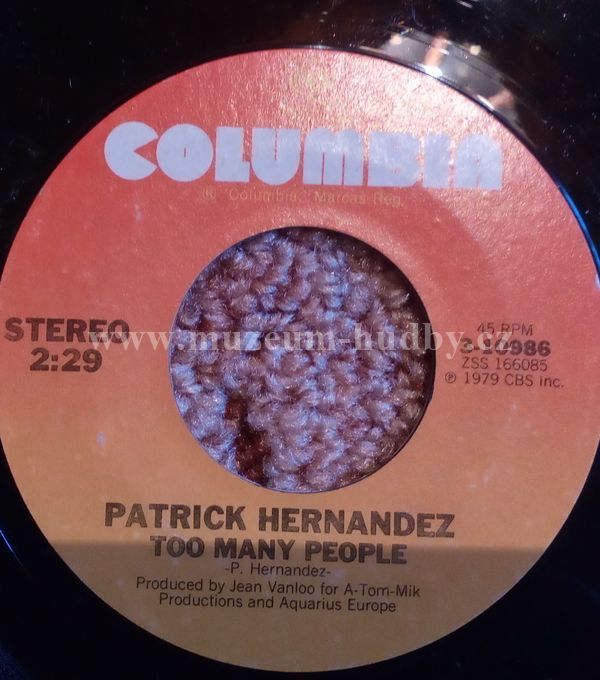 COLUMBIA
® "Columbia," Marcas Reg.
STEREO
2:29
www.muzeum-hudby.cz
45 RPM
3-10986
ZSS 166085
℗ 1979 CBS Inc.
PATRICK HERNANDEZ
TOO MANY PEOPLE
-P. Hernandez-
Produced by Jean Vanloo for A-Tom-Mik
Productions and Aquarius Europe